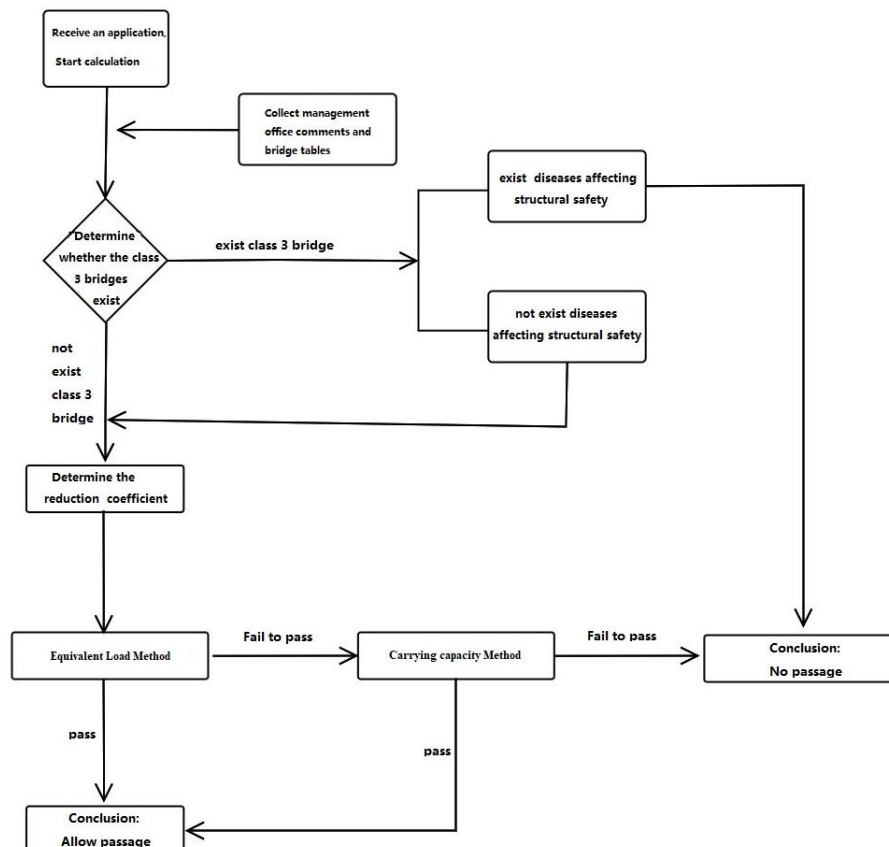 Receive an application,
Start calculation
Collect management
office comments and
bridge tables
exist diseases affecting
structural safety
"Determine"
whether the class
3 bridges
exist
exist class 3 bridge
not exist diseases
affecting structural safety
not
exist
class 3
bridge
Determine the
reduction coefficient
Equivalent Load Method
Fail to pass
Carrying capacity Method
Fail to pass
Conclusion:
No passage
pass
pass
Conclusion:
Allow passage